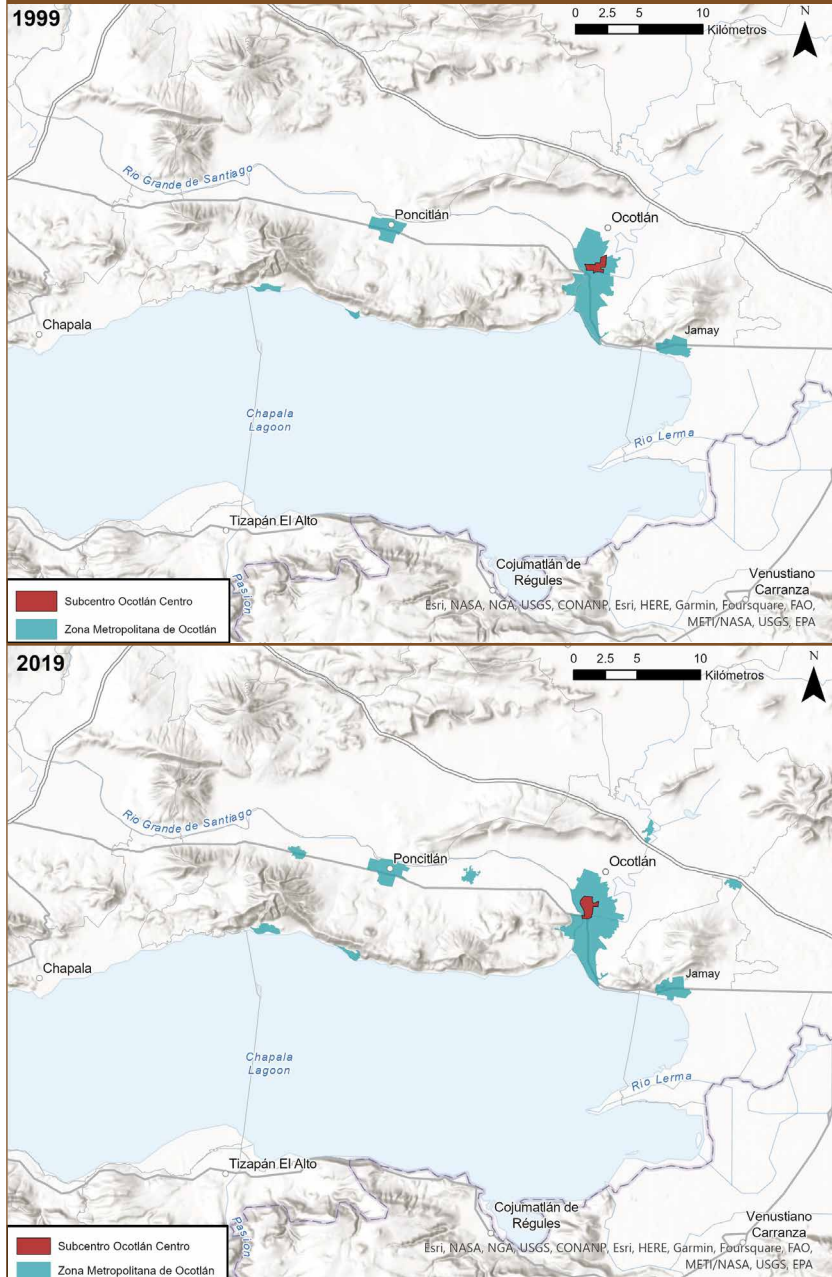 1999
0 2.5 5 10
Kilómetros
N
Rio Grande de Santiago
Poncitlán
Ocotlán
Chapala
Jamay
Chapala
Lagoon
Rio Lerma
Tizapán El Alto
Pasion
Cojumatlán de
Régules
Venustiano
Carranza
Esri, NASA, NGA, USGS, CONANP, Esri, HERE, Garmin, Foursquare, FAO,
METI/NASA, USGS, EPA
Subcentro Ocotlán Centro
Zona Metropolitana de Ocotlán
2019
0 2.5 5 10
Kilómetros
N
Rio Grande de Santiago
Poncitlán
Ocotlán
Chapala
Jamay
Chapala
Lagoon
Rio Lerma
Tizapán El Alto
Pasion
Cojumatlán de
Régules
Venustiano
Carranza
Esri, NASA, NGA, USGS, CONANP, Esri, HERE, Garmin, Foursquare, FAO,
METI/NASA, USGS, EPA
Subcentro Ocotlán Centro
Zona Metropolitana de Ocotlán